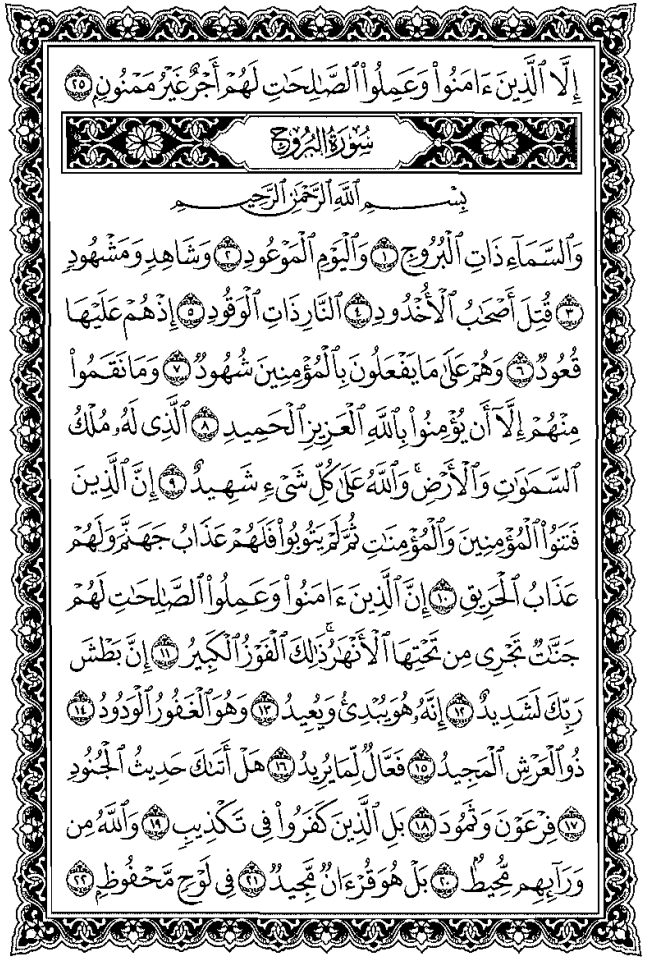 إِلَّا ٱلَّذِينَ ءَامَنُوا۟ وَعَمِلُوا۟ ٱلصَّـٰلِحَـٰتِ لَهُمْ أَجْرٌ غَيْرُ مَمْنُونٍۭ ٢٥
سُورَةُ البُرُوجِ
بِسْمِ ٱللَّهِ ٱلرَّحْمَـٰنِ ٱلرَّحِيمِ
وَٱلسَّمَآءِ ذَاتِ ٱلْبُرُوجِ ١ وَٱلْيَوْمِ ٱلْمَوْعُودِ ٢ وَشَاهِدٍ وَمَشْهُودٍ
٣ قُتِلَ أَصْحَـٰبُ ٱلْأُخْدُودِ ٤ ٱلنَّارِ ذَاتِ ٱلْوَقُودِ ٥ إِذْ هُمْ عَلَيْهَا
قُعُودٌ ٦ وَهُمْ عَلَىٰ مَا يَفْعَلُونَ بِٱلْمُؤْمِنِينَ شُهُودٌ ٧ وَمَا نَقَمُوا۟
مِنْهُمْ إِلَّآ أَن يُؤْمِنُوا۟ بِٱللَّهِ ٱلْعَزِيزِ ٱلْحَمِيدِ ٨ ٱلَّذِى لَهُۥ مُلْكُ
ٱلسَّمَـٰوَٰتِ وَٱلْأَرْضِ ۚ وَٱللَّهُ عَلَىٰ كُلِّ شَىْءٍ شَهِيدٌ ٩ إِنَّ ٱلَّذِينَ
فَتَنُوا۟ ٱلْمُؤْمِنِينَ وَٱلْمُؤْمِنَـٰتِ ثُمَّ لَمْ يَتُوبُوا۟ فَلَهُمْ عَذَابُ جَهَنَّمَ وَلَهُمْ
عَذَابُ ٱلْحَرِيقِ ١٠ إِنَّ ٱلَّذِينَ ءَامَنُوا۟ وَعَمِلُوا۟ ٱلصَّـٰلِحَـٰتِ لَهُمْ
جَنَّـٰتٌ تَجْرِى مِن تَحْتِهَا ٱلْأَنْهَـٰرُ ۚ ذَٰلِكَ ٱلْفَوْزُ ٱلْكَبِيرُ ١١ إِنَّ بَطْشَ
رَبِّكَ لَشَدِيدٌ ١٢ إِنَّهُۥ هُوَ يُبْدِئُ وَيُعِيدُ ١٣ وَهُوَ ٱلْغَفُورُ ٱلْوَدُودُ ١٤
ذُو ٱلْعَرْشِ ٱلْمَجِيدُ ١٥ فَعَّالٌ لِّمَا يُرِيدُ ١٦ هَلْ أَتَىٰكَ حَدِيثُ ٱلْجُنُودِ
١٧ فِرْعَوْنَ وَثَمُودَ ١٨ بَلِ ٱلَّذِينَ كَفَرُوا۟ فِى تَكْذِيبٍ ١٩ وَٱللَّهُ مِن
وَرَآئِهِم مُّحِيطٌۢ ٢٠ بَلْ هُوَ قُرْءَانٌ مَّجِيدٌ ٢١ فِى لَوْحٍ مَّحْفُوظٍۭ ٢٢